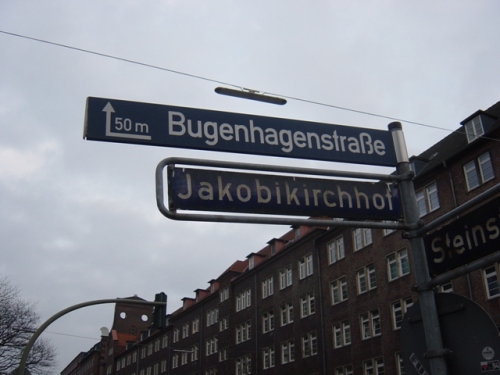 50 m Bugenhagenstraße
Jakobikirchhof
Steins